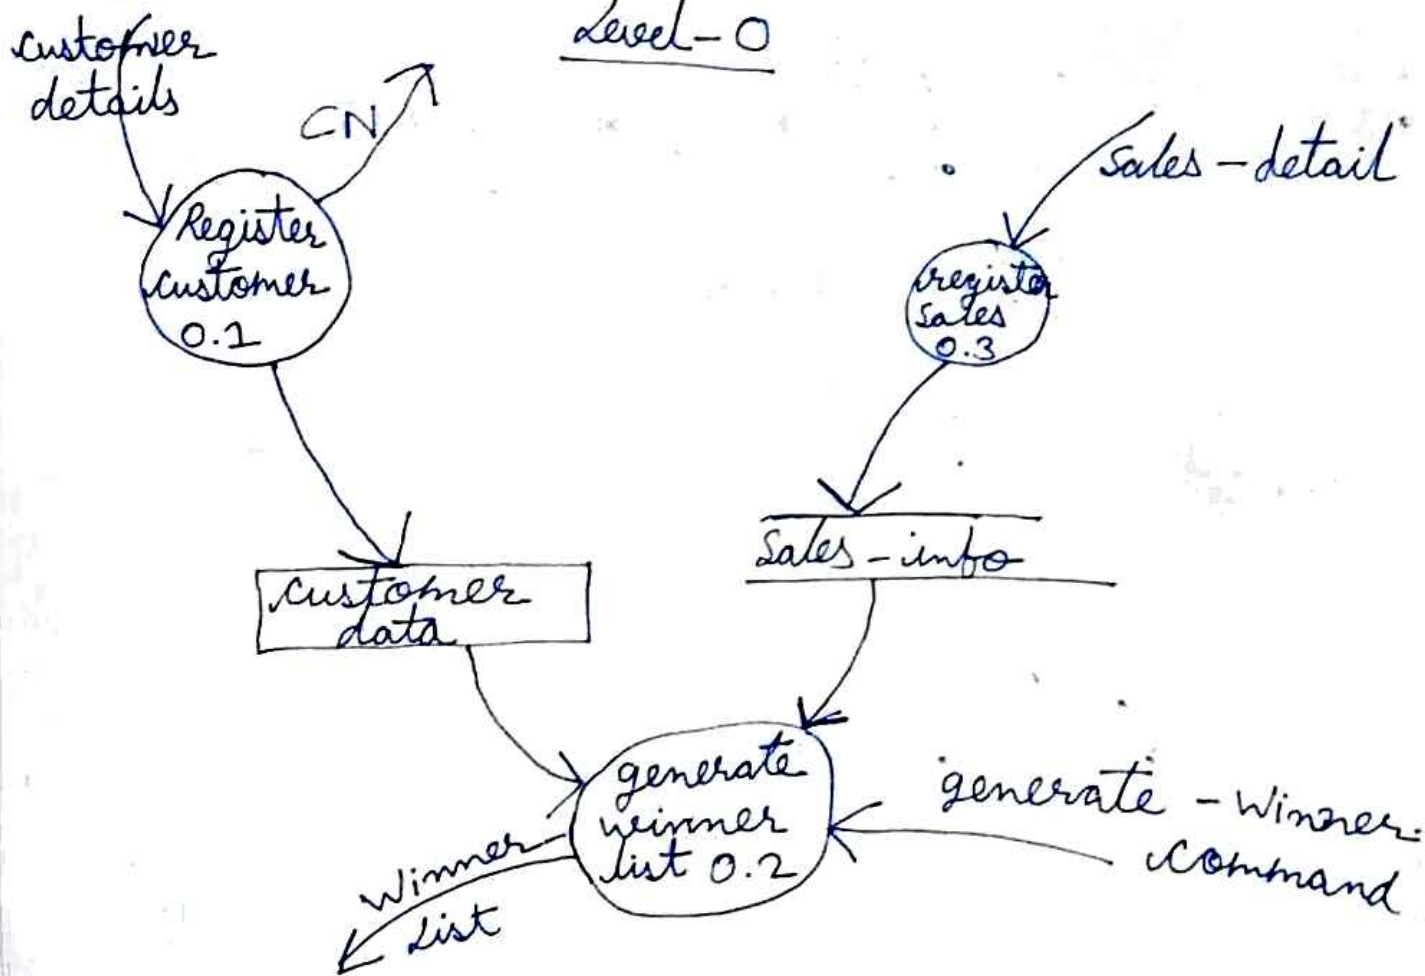 Level-0
customer
details
CN
Sales-detail
Register
customer
0.1
register
sales
0.3
customer
data
Sales-info
generate
winner
list 0.2
generate-Winner
command
Winner
List